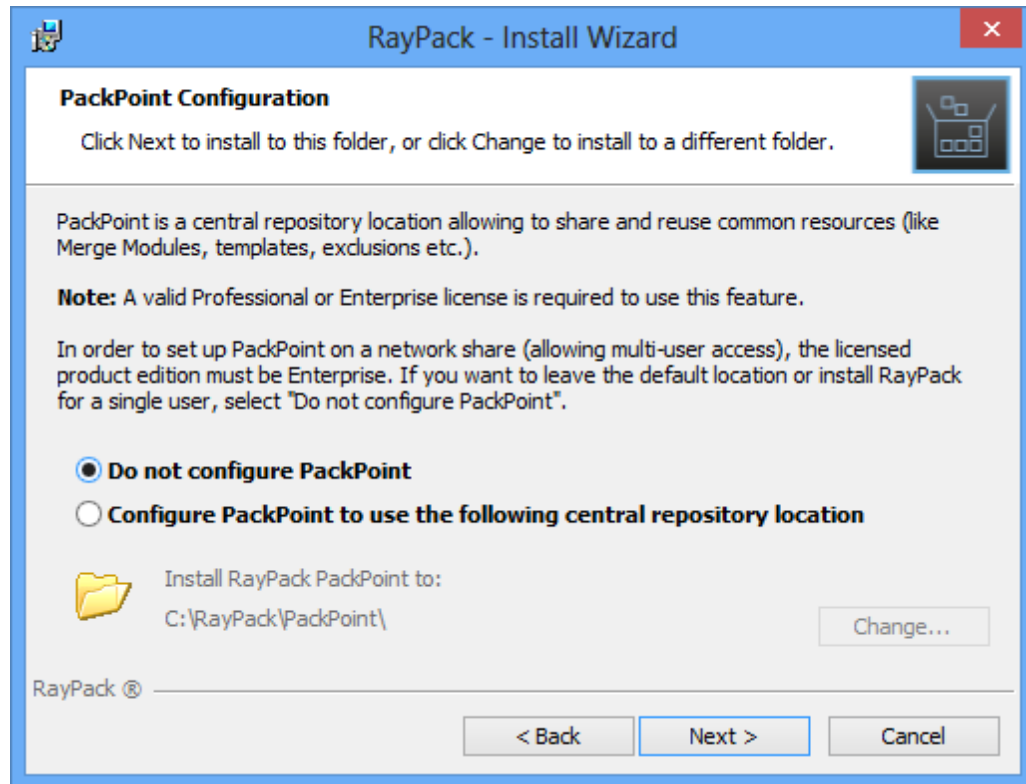 RayPack - Install Wizard
PackPoint Configuration
Click Next to install to this folder, or click Change to install to a different folder.
PackPoint is a central repository location allowing to share and reuse common resources (like
Merge Modules, templates, exclusions etc.).
Note: A valid Professional or Enterprise license is required to use this feature.
In order to set up PackPoint on a network share (allowing multi-user access), the licensed
product edition must be Enterprise. If you want to leave the default location or install RayPack
for a single user, select "Do not configure PackPoint".
Do not configure PackPoint
Configure PackPoint to use the following central repository location
Install RayPack PackPoint to:
C:\RayPack\PackPoint\
Change...
RayPack ®
< Back
Next >
Cancel